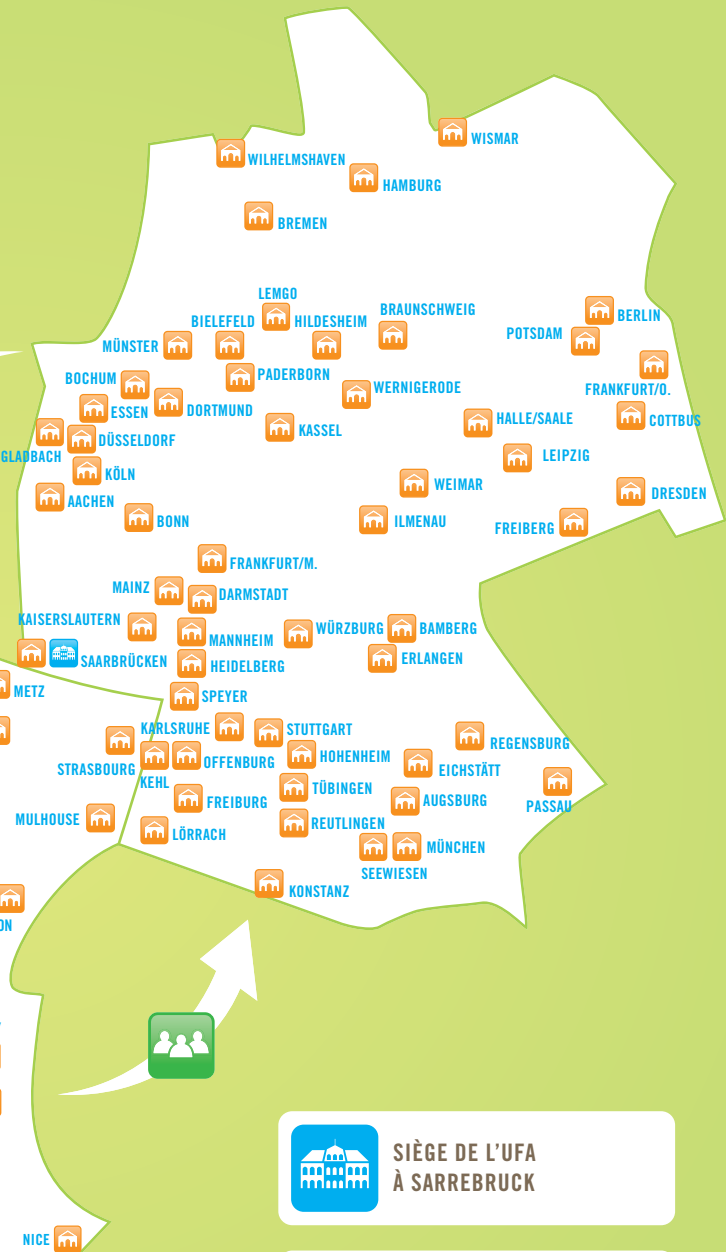 WISMAR
WILHELMSHAVEN
HAMBURG
BREMEN
LEMGO
BRAUNSCHWEIG
BIELEFELD
HILDESHEIM
BERLIN
POTSDAM
MÜNSTER
PADERBORN
BOCHUM
WERNIGERODE
FRANKFURT/O.
ESSEN
DORTMUND
HALLE/SAALE
COTTBUS
KASSEL
DÜSSELDORF
GLADBACH
LEIPZIG
KÖLN
WEIMAR
DRESDEN
AACHEN
BONN
ILMENAU
FREIBERG
FRANKFURT/M.
MAINZ
DARMSTADT
KAISERSLAUTERN
WÜRZBURG
BAMBERG
MANNHEIM
SAARBRÜCKEN
ERLANGEN
HEIDELBERG
METZ
SPEYER
KARLSRUHE
STUTTGART
REGENSBURG
HOHENHEIM
OFFENBURG
STRASBOURG
EICHSTÄTT
KEHL
TÜBINGEN
FREIBURG
AUGSBURG
PASSAU
MULHOUSE
REUTLINGEN
LÖRRACH
MÜNCHEN
SEEWIESEN
KONSTANZ
ON
SIÈGE DE L'UFA
À SARREBRUCK
NICE